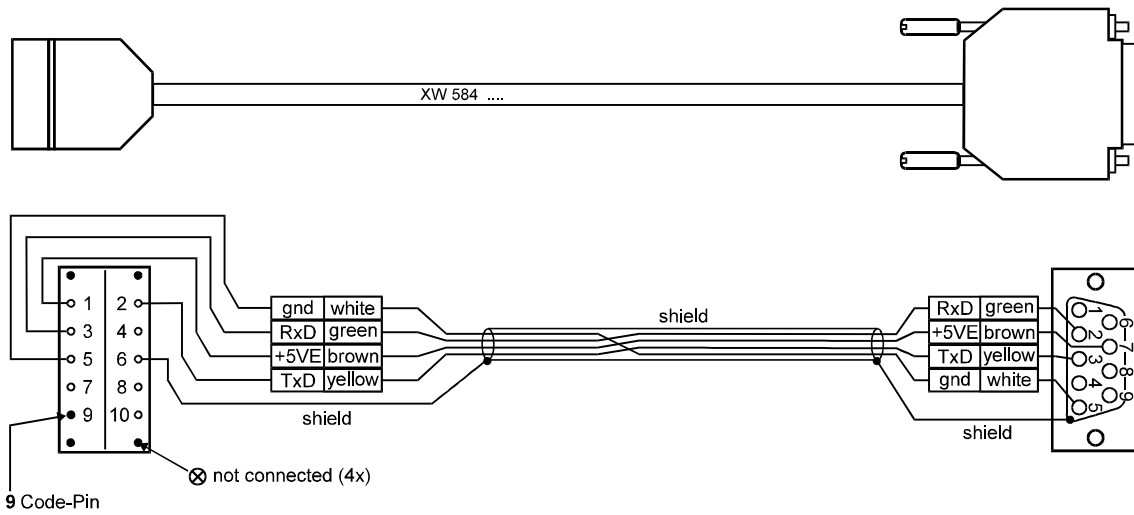 XW 584 ....
1 2
3 4
5 6
7 8
9 10
gnd white
RxD green
+5VE brown
TxD yellow
shield
shield
RxD green
+5VE brown
TxD yellow
gnd white
shield
1
2
3
4
5
6
7
8
9
not connected (4x)
9 Code-Pin